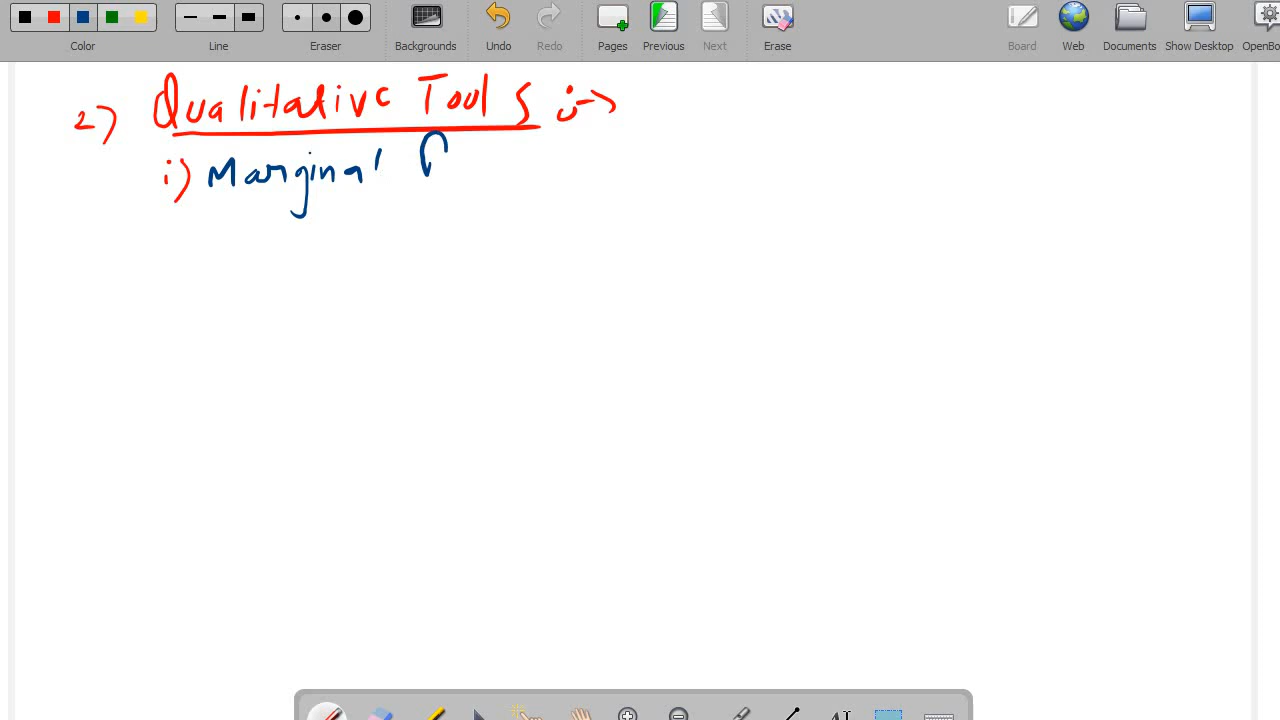 Color Line Eraser Backgrounds Undo Redo Pages Previous Next Erase Board Web Documents Show Desktop OpenBo
2) Qualitative Tools :->
i) Marginal